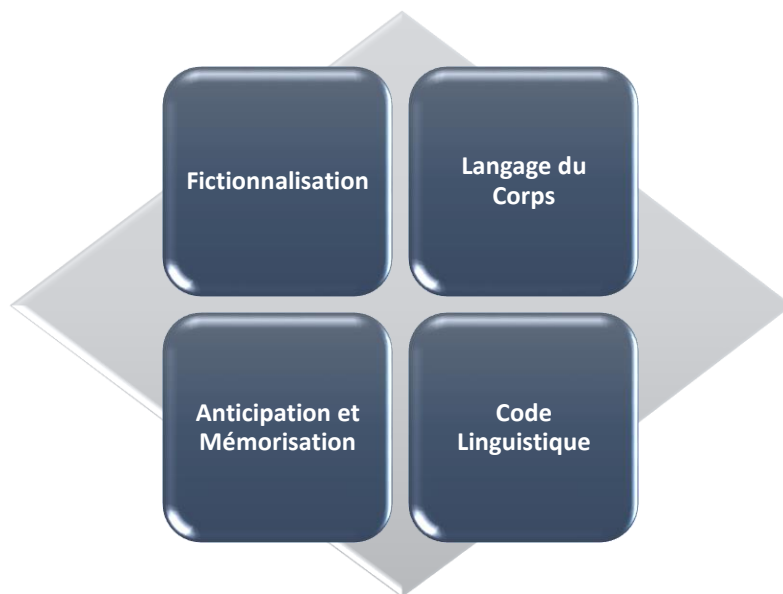 Fictionnalisation
Langage du
Corps
Anticipation et
Mémorisation
Code
Linguistique